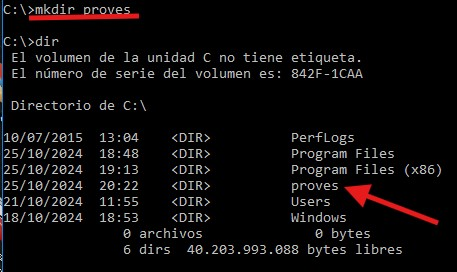 C:\>mkdir proves
C:\>dir
El volumen de la unidad C no tiene etiqueta.
El número de serie del volumen es: 842F-1CAA
Directorio de C:\
10/07/2015  13:04    <DIR>          PerfLogs
25/10/2024  18:48    <DIR>          Program Files
25/10/2024  19:13    <DIR>          Program Files (x86)
25/10/2024  20:22    <DIR>          proves
21/10/2024  11:55    <DIR>          Users
18/10/2024  18:53    <DIR>          Windows
0 archivos              0 bytes
6 dirs  40.203.993.088 bytes libres